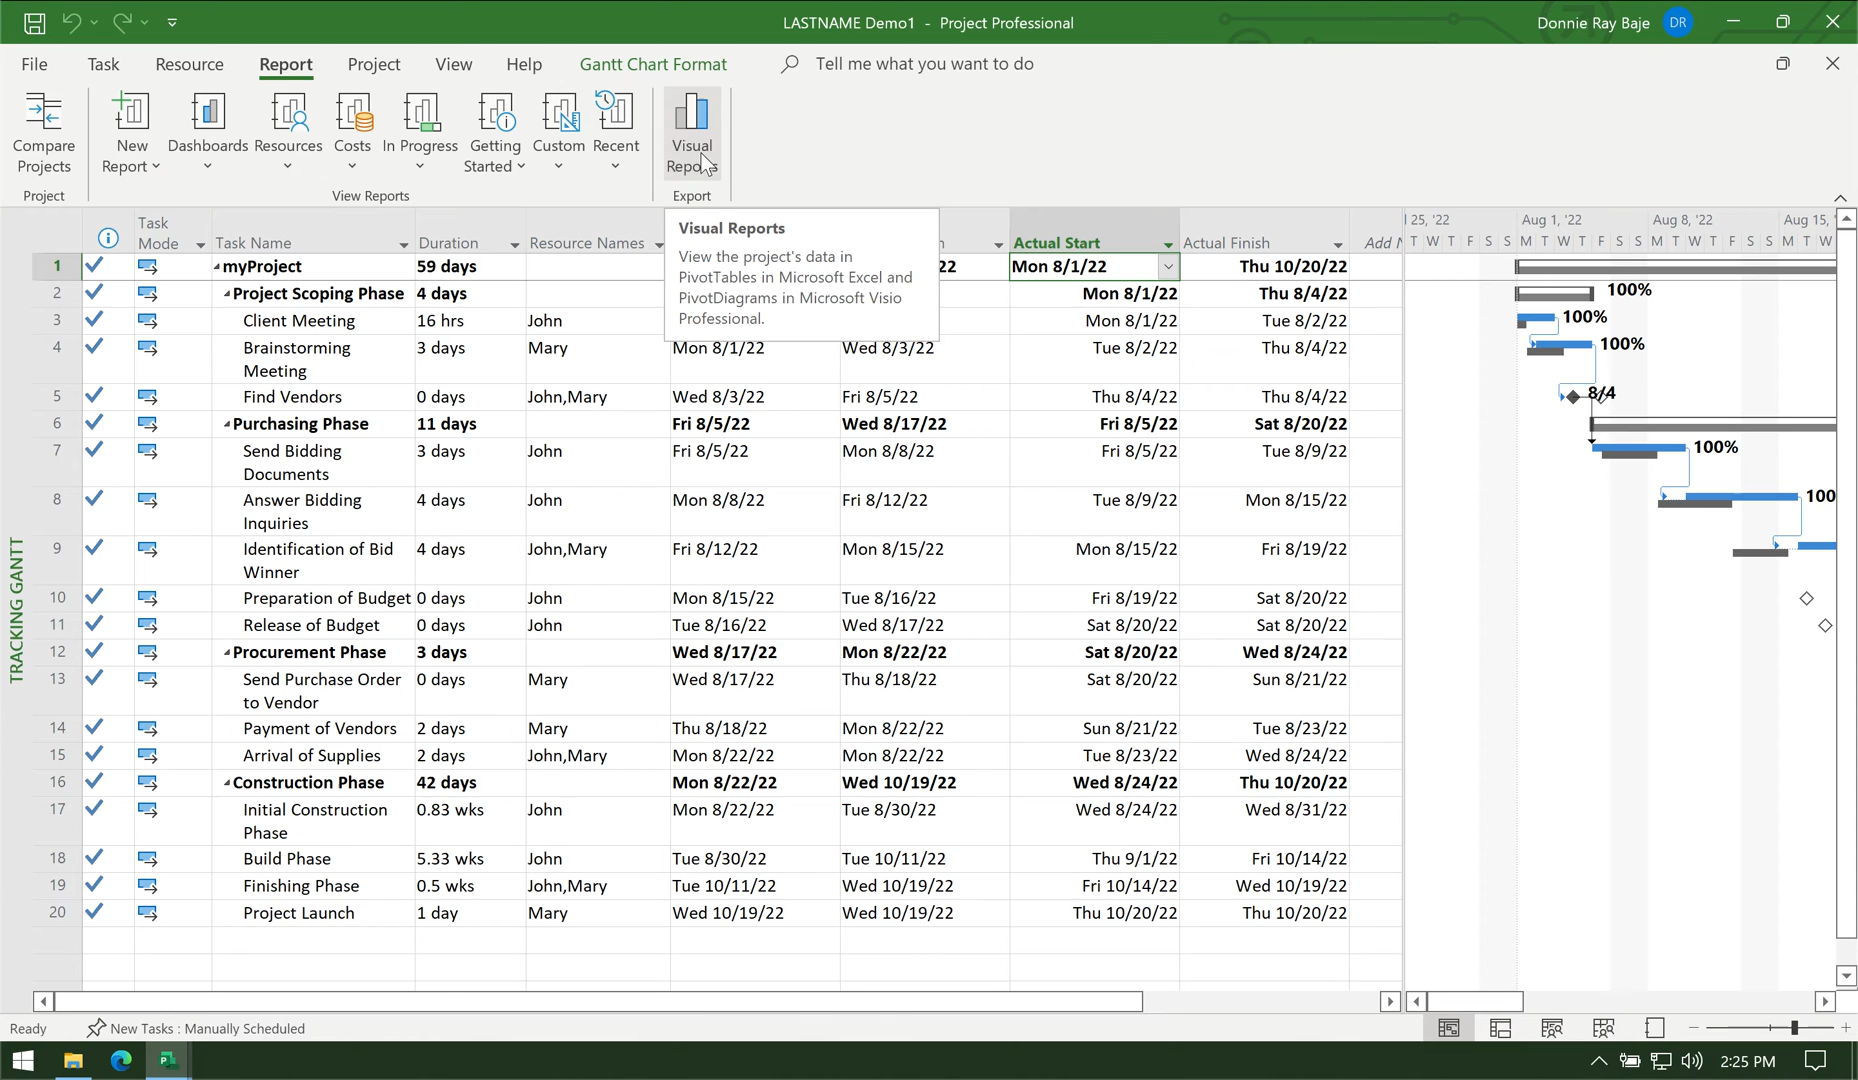 LASTNAME Demo1 - Project Professional
Donnie Ray Baje DR
File Task Resource Report Project View Help Gantt Chart Format Tell me what you want to do
Compare Projects
New Report
Dashboards
Resources
Costs
In Progress
Getting Started
Custom
Recent
Visual Reports
Project View Reports Export
Visual Reports
View the project's data in
PivotTables in Microsoft Excel and
PivotDiagrams in Microsoft Visio
Professional.
Task Mode Task Name Duration Resource Names Actual Start Actual Finish
25, '22 Aug 1, '22 Aug 8, '22 Aug 15,
T W T F S S M T W T F S S M T W T F S S M T W
1 myProject 59 days 22 Mon 8/1/22 Thu 10/20/22
2 Project Scoping Phase 4 days Mon 8/1/22 Thu 8/4/22 100%
3 Client Meeting 16 hrs John Mon 8/1/22 Tue 8/2/22 100%
4 Brainstorming Meeting 3 days Mary Mon 8/1/22 Wed 8/3/22 Tue 8/2/22 Thu 8/4/22 100%
5 Find Vendors 0 days John,Mary Wed 8/3/22 Fri 8/5/22 Thu 8/4/22 Thu 8/4/22 8/4
6 Purchasing Phase 11 days Fri 8/5/22 Wed 8/17/22 Fri 8/5/22 Sat 8/20/22
7 Send Bidding Documents 3 days John Fri 8/5/22 Mon 8/8/22 Fri 8/5/22 Tue 8/9/22 100%
8 Answer Bidding Inquiries 4 days John Mon 8/8/22 Fri 8/12/22 Tue 8/9/22 Mon 8/15/22 100
9 Identification of Bid Winner 4 days John,Mary Fri 8/12/22 Mon 8/15/22 Mon 8/15/22 Fri 8/19/22
10 Preparation of Budget 0 days John Mon 8/15/22 Tue 8/16/22 Fri 8/19/22 Sat 8/20/22
11 Release of Budget 0 days John Tue 8/16/22 Wed 8/17/22 Sat 8/20/22 Sat 8/20/22
12 Procurement Phase 3 days Wed 8/17/22 Mon 8/22/22 Sat 8/20/22 Wed 8/24/22
13 Send Purchase Order to Vendor 0 days Mary Wed 8/17/22 Thu 8/18/22 Sat 8/20/22 Sun 8/21/22
14 Payment of Vendors 2 days Mary Thu 8/18/22 Mon 8/22/22 Sun 8/21/22 Tue 8/23/22
15 Arrival of Supplies 2 days John,Mary Mon 8/22/22 Mon 8/22/22 Tue 8/23/22 Wed 8/24/22
16 Construction Phase 42 days Mon 8/22/22 Wed 10/19/22 Wed 8/24/22 Thu 10/20/22
17 Initial Construction Phase 0.83 wks John Mon 8/22/22 Tue 8/30/22 Wed 8/24/22 Wed 8/31/22
18 Build Phase 5.33 wks John Tue 8/30/22 Tue 10/11/22 Thu 9/1/22 Fri 10/14/22
19 Finishing Phase 0.5 wks John,Mary Tue 10/11/22 Wed 10/19/22 Fri 10/14/22 Wed 10/19/22
20 Project Launch 1 day Mary Wed 10/19/22 Wed 10/19/22 Thu 10/20/22 Thu 10/20/22
TRACKING GANTT
Ready New Tasks : Manually Scheduled
2:25 PM